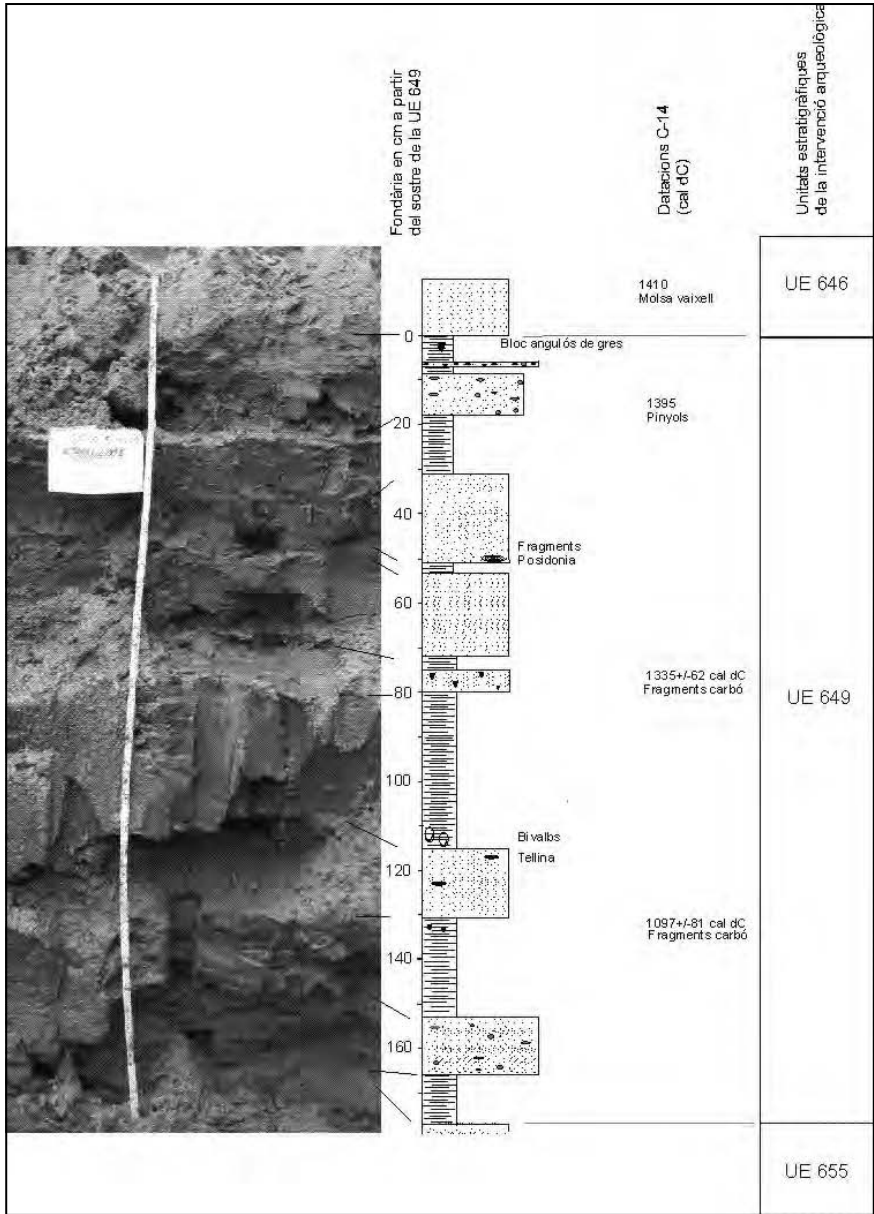 Fondària en cm a partir
del sostre de la UE 649
Datacions C-14
(cal dC)
Unitats estratigràfiques
de la intervenció arqueològica
1410
Molsa vaixell
UE 646
0
Bloc angulós de gres
1395
Pinyols
20
40
Fragments
Posidonia
60
1335+/-62 cal dC
Fragments carbó
80
UE 649
100
Bivalbs
Tellina
120
1097+/-81 cal dC
Fragments carbó
140
160
UE 655